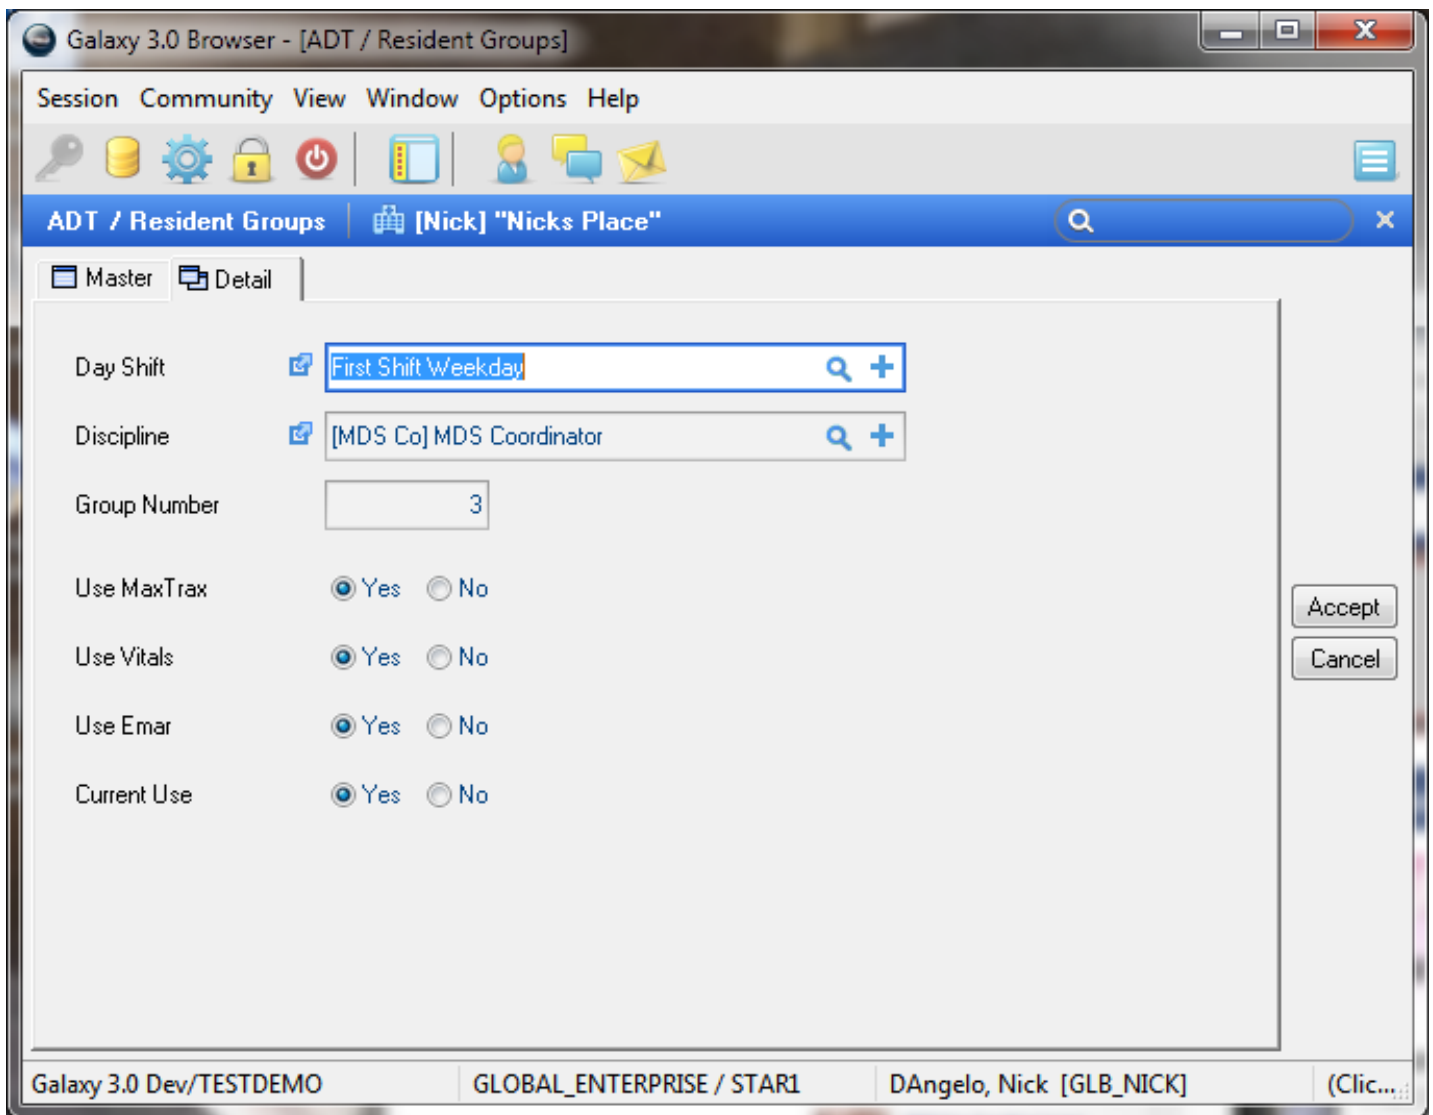 Galaxy 3.0 Browser - [ADT / Resident Groups]
Session Community View Window Options Help
ADT / Resident Groups [Nick] "Nicks Place"
Master Detail
Day Shift First Shift Weekday
Discipline [MDS Co] MDS Coordinator
Group Number 3
Use MaxTrax Yes No
Accept
Use Vitals Yes No
Cancel
Use Emar Yes No
Current Use Yes No
Galaxy 3.0 Dev/TESTDEMO GLOBAL_ENTERPRISE / STAR1 DAngelo, Nick [GLB_NICK] (Clic...